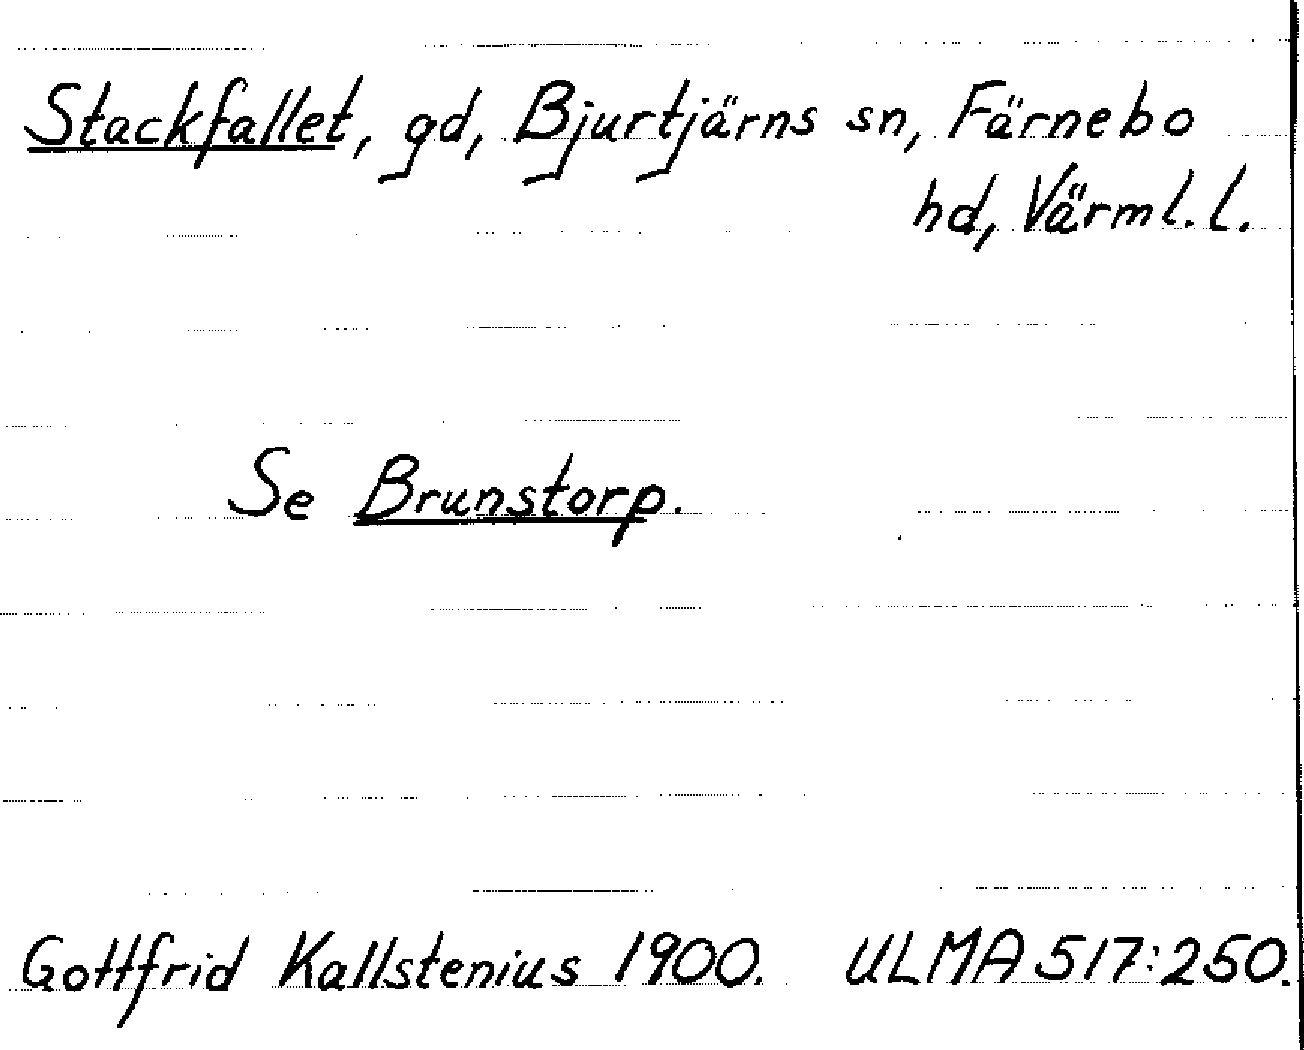 Stackfallet, gd, Bjurtjärns sn, Färnebo
hd, Värml. l.
Se Brunstorp.
Gottfrid Kallstenius 1900. ULMA 517:250.